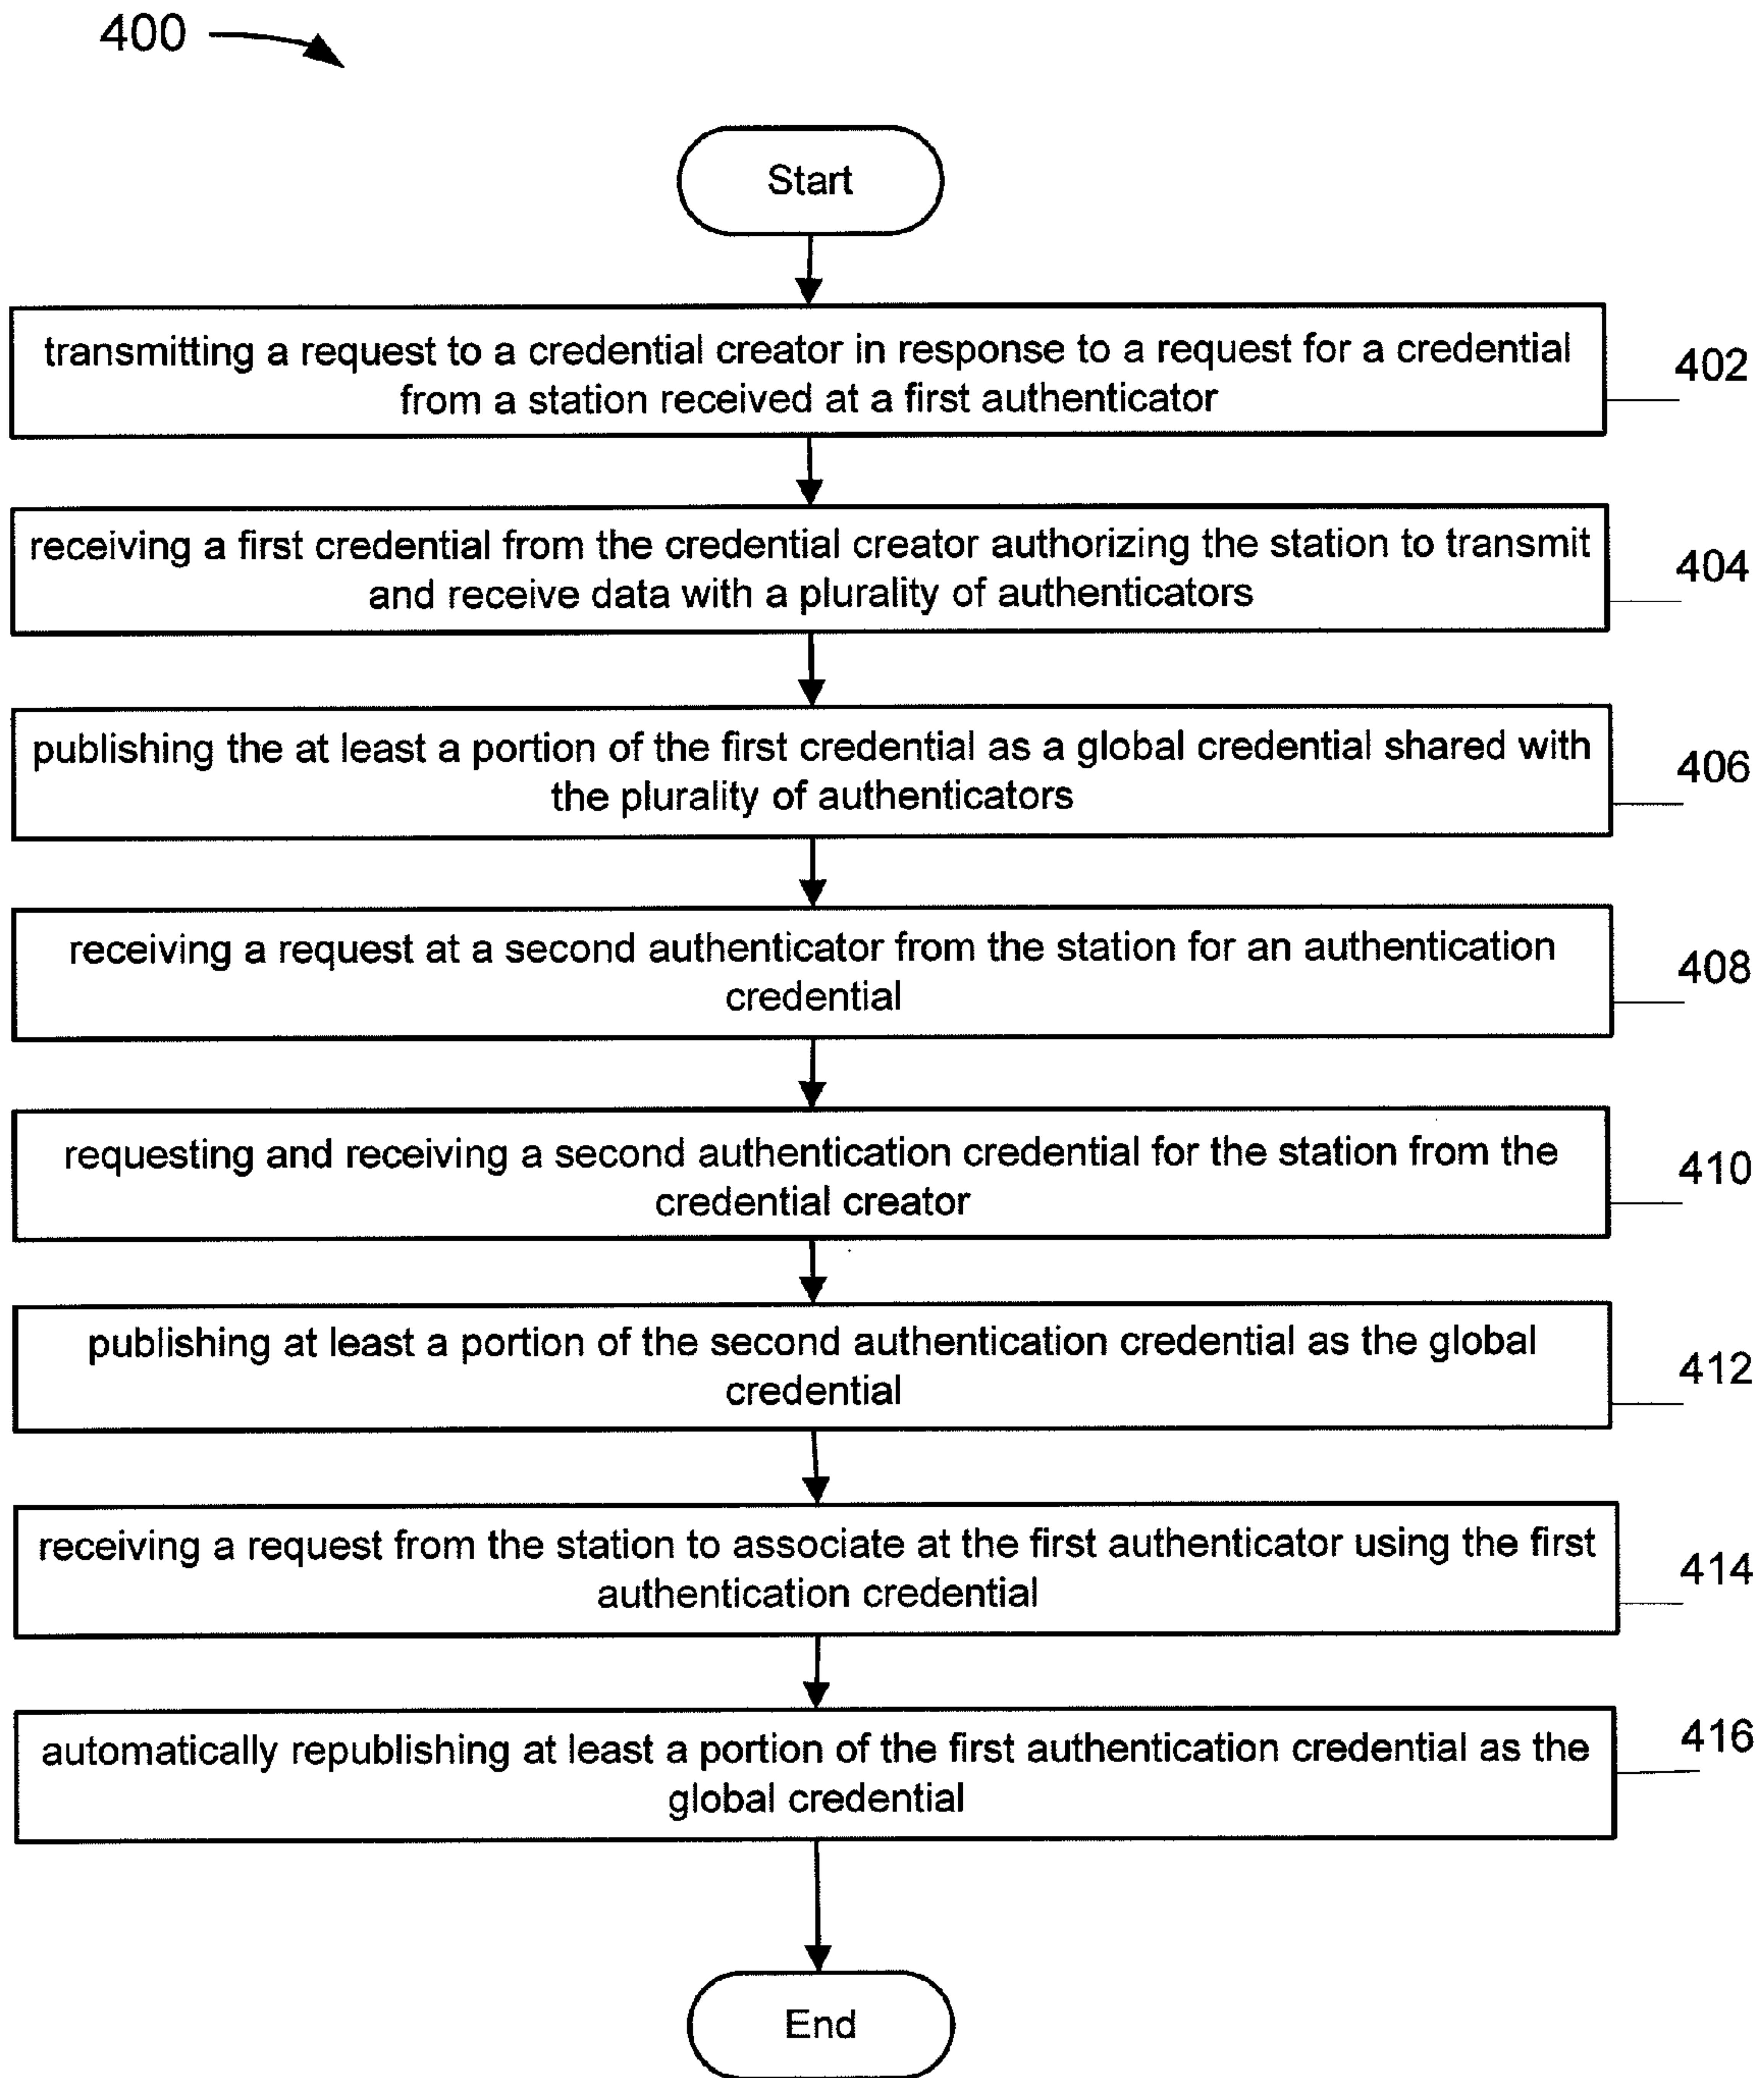 400
Start
transmitting a request to a credential creator in response to a request for a credential
from a station received at a first authenticator
402
receiving a first credential from the credential creator authorizing the station to transmit
and receive data with a plurality of authenticators
404
publishing the at least a portion of the first credential as a global credential shared with
the plurality of authenticators
406
receiving a request at a second authenticator from the station for an authentication
credential
408
requesting and receiving a second authentication credential for the station from the
credential creator
410
publishing at least a portion of the second authentication credential as the global
credential
412
receiving a request from the station to associate at the first authenticator using the first
authentication credential
414
automatically republishing at least a portion of the first authentication credential as the
global credential
416
End